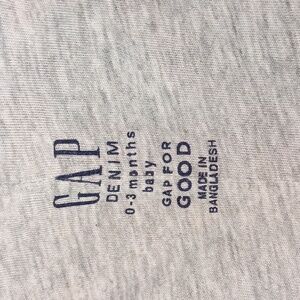 GAP
DENIM
0-3 months
baby
GAP FOR
GOOD
MADE IN
BANGLADESH